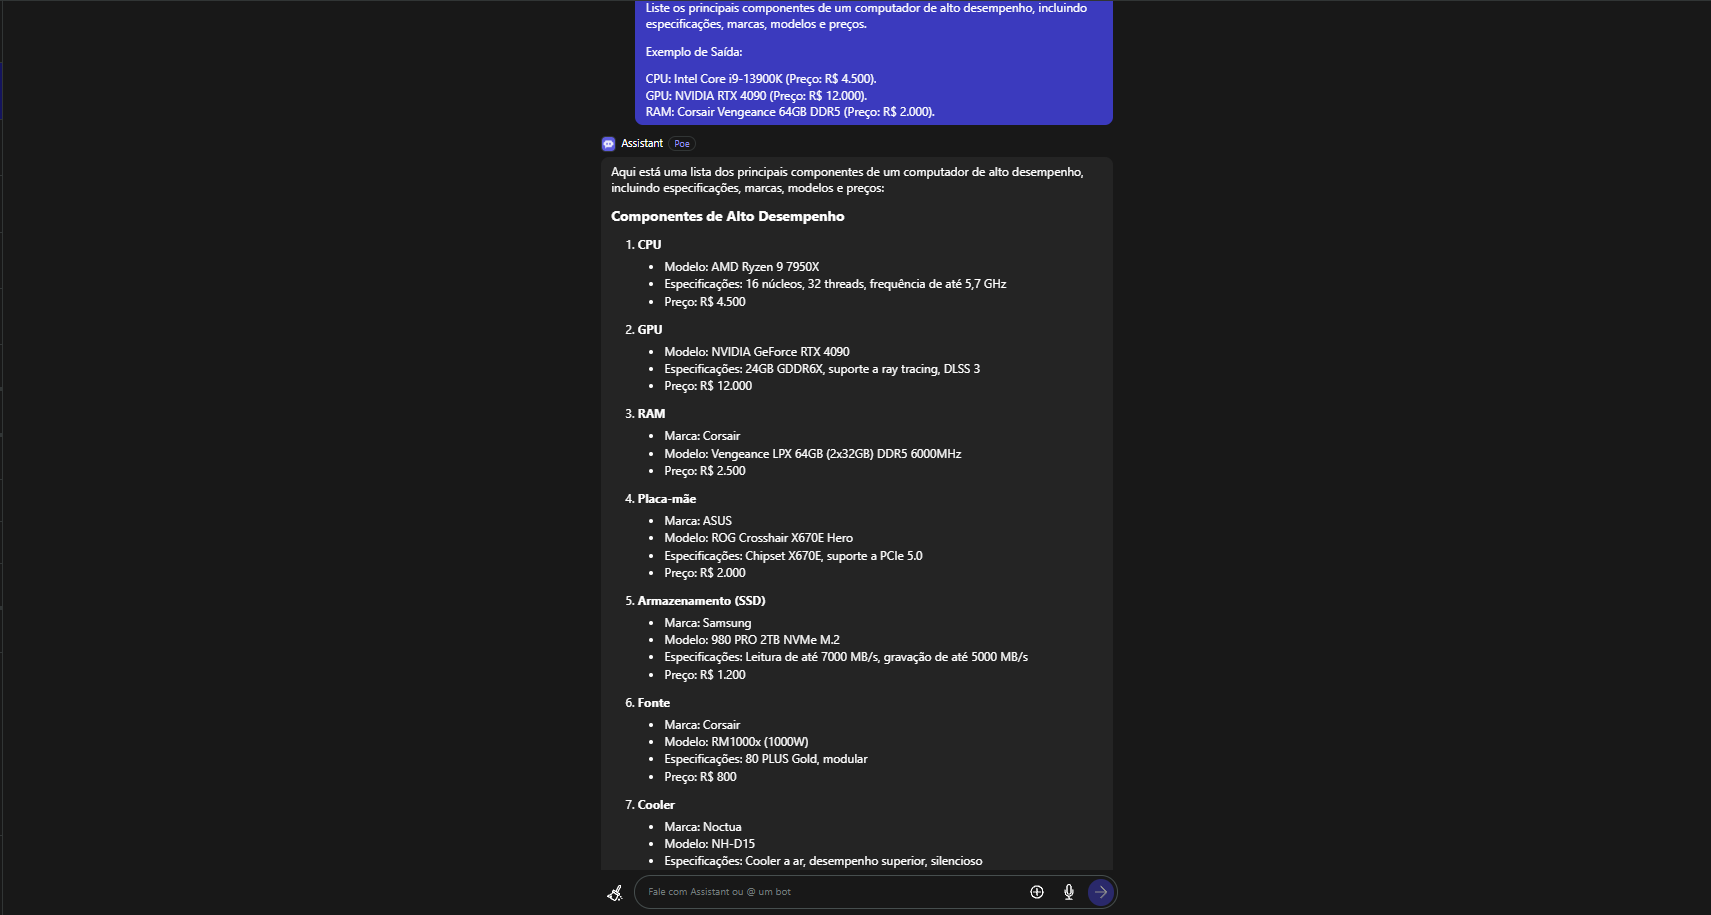 Liste os principais componentes de um computador de alto desempenho, incluindo
especificações, marcas, modelos e preços.
Exemplo de Saída:
CPU: Intel Core i9-13900K (Preço: R$ 4.500).
GPU: NVIDIA RTX 4090 (Preço: R$ 12.000).
RAM: Corsair Vengeance 64GB DDR5 (Preço: R$ 2.000).
Assistant Poe
Aqui está uma lista dos principais componentes de um computador de alto desempenho,
incluindo especificações, marcas, modelos e preços:
Componentes de Alto Desempenho
1. CPU
• Modelo: AMD Ryzen 9 7950X
• Especificações: 16 núcleos, 32 threads, frequência de até 5,7 GHz
• Preço: R$ 4.500
2. GPU
• Modelo: NVIDIA GeForce RTX 4090
• Especificações: 24GB GDDR6X, suporte a ray tracing, DLSS 3
• Preço: R$ 12.000
3. RAM
• Marca: Corsair
• Modelo: Vengeance LPX 64GB (2x32GB) DDR5 6000MHz
• Preço: R$ 2.500
4. Placa-mãe
• Marca: ASUS
• Modelo: ROG Crosshair X670E Hero
• Especificações: Chipset X670E, suporte a PCIe 5.0
• Preço: R$ 2.000
5. Armazenamento (SSD)
• Marca: Samsung
• Modelo: 980 PRO 2TB NVMe M.2
• Especificações: Leitura de até 7000 MB/s, gravação de até 5000 MB/s
• Preço: R$ 1.200
6. Fonte
• Marca: Corsair
• Modelo: RM1000x (1000W)
• Especificações: 80 PLUS Gold, modular
• Preço: R$ 800
7. Cooler
• Marca: Noctua
• Modelo: NH-D15
• Especificações: Cooler a ar, desempenho superior, silencioso
Fale com Assistant ou @ um bot